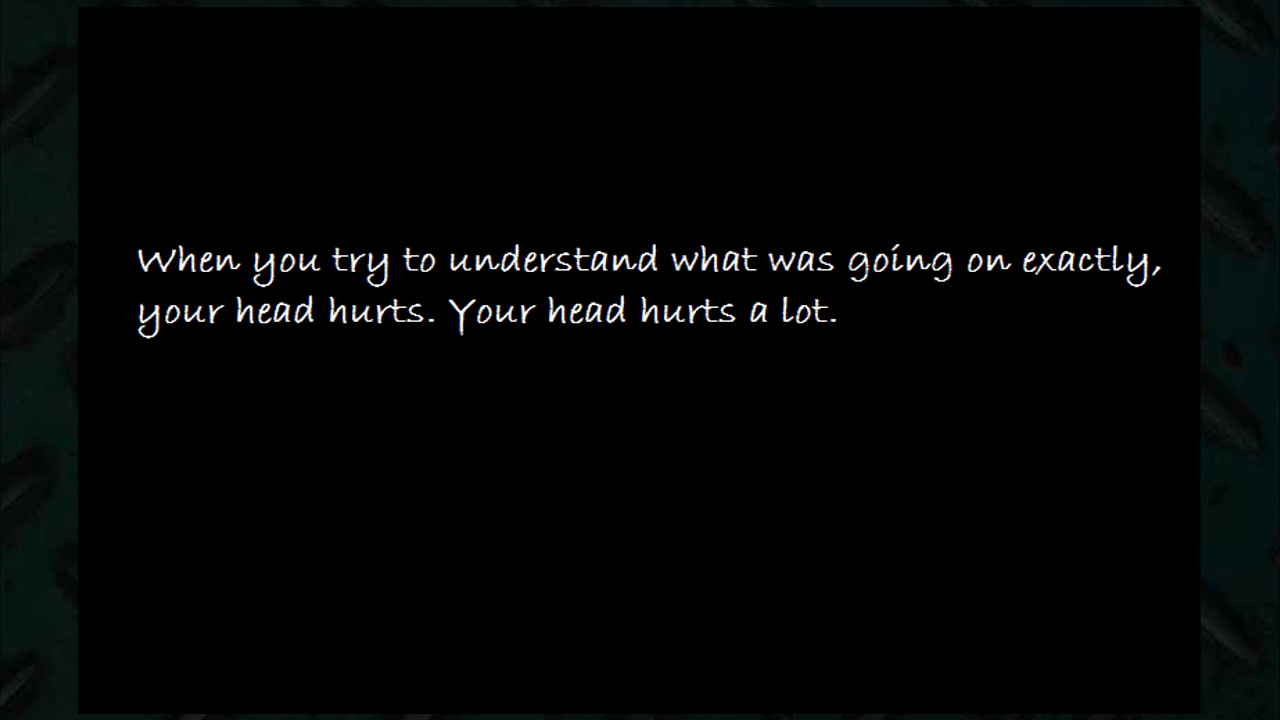 When you try to understand what was going on exactly,
your head hurts. Your head hurts a lot.